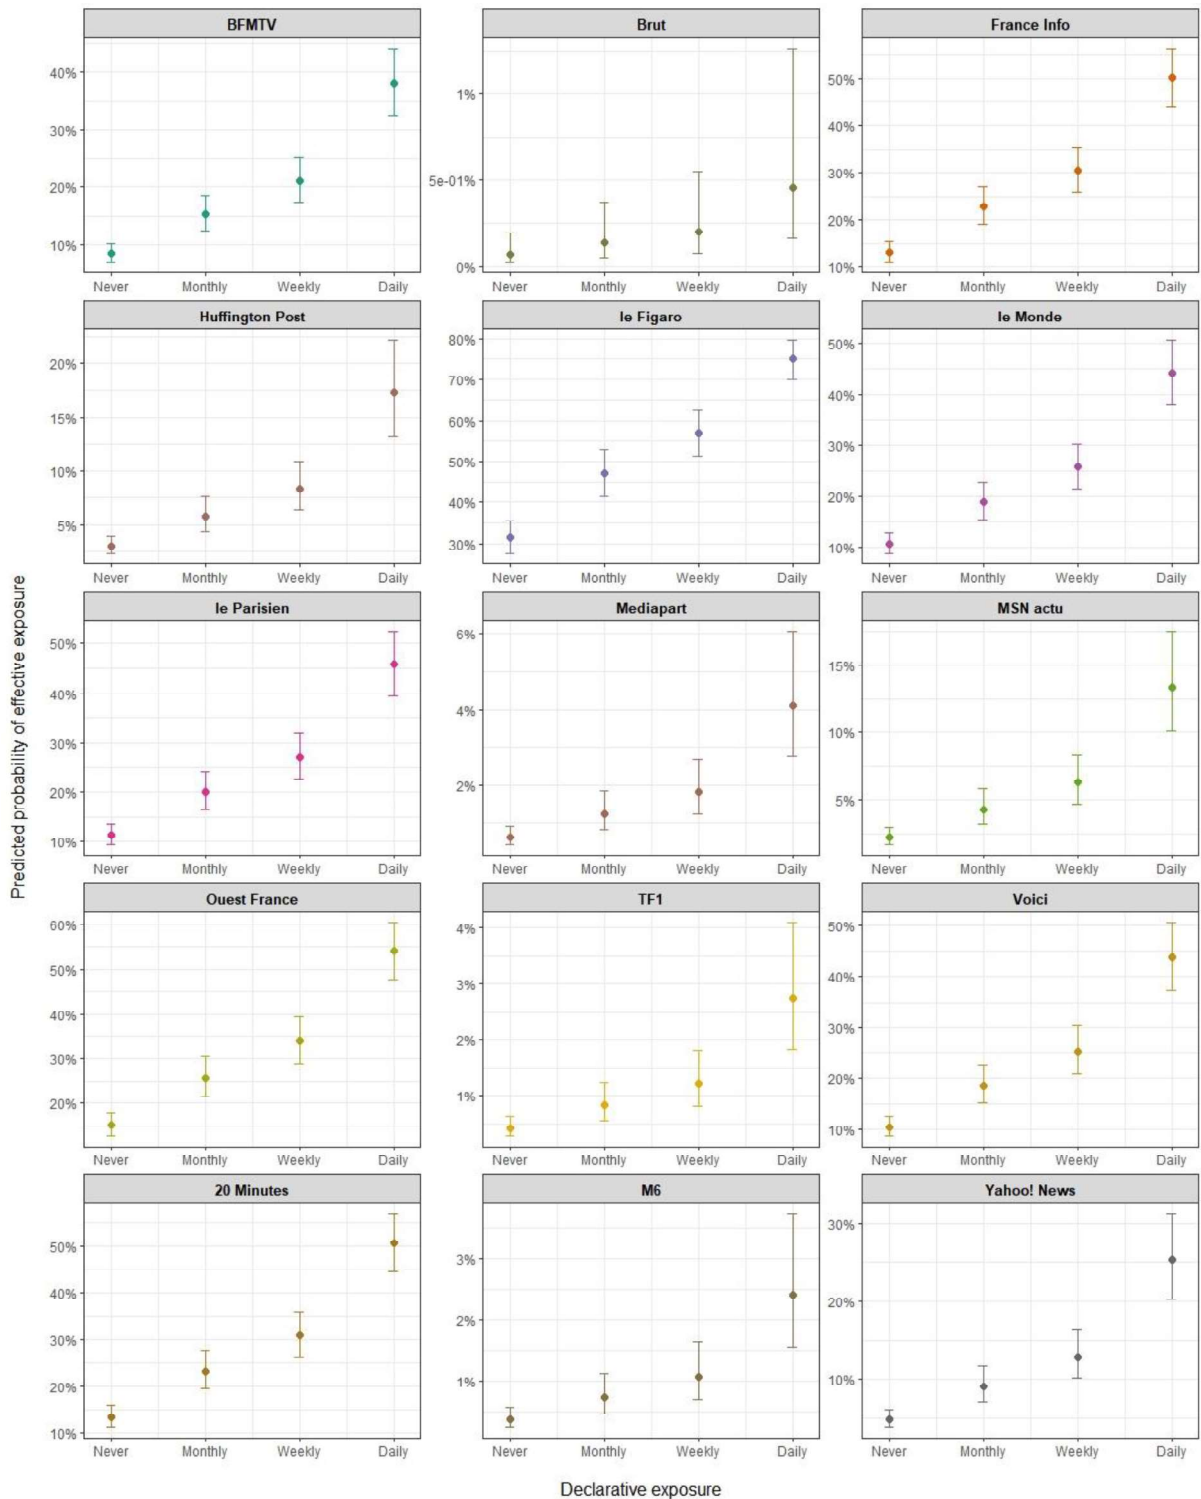 BFMTV Brut France Info
40% 1% 50%
30% 5e-01% 40%
20% 30%
10% 0% 20%
10%
Never Monthly Weekly Daily Never Monthly Weekly Daily Never Monthly Weekly Daily
Huffington Post le Figaro le Monde
20% 80% 50%
15% 70% 40%
10% 60% 30%
5% 50% 20%
40% 10%
30%
Never Monthly Weekly Daily Never Monthly Weekly Daily Never Monthly Weekly Daily
Predicted probability of effective exposure
le Parisien Mediapart MSN actu
50% 6% 15%
40% 4% 10%
30% 2% 5%
20%
10%
Never Monthly Weekly Daily Never Monthly Weekly Daily Never Monthly Weekly Daily
Ouest France TF1 Voici
60% 4% 50%
50% 3% 40%
40% 2% 30%
30% 1% 20%
20% 10%
Never Monthly Weekly Daily Never Monthly Weekly Daily Never Monthly Weekly Daily
20 Minutes M6 Yahoo! News
50% 3% 30%
40% 2% 20%
30% 1% 10%
20%
10%
Never Monthly Weekly Daily Never Monthly Weekly Daily Never Monthly Weekly Daily
Declarative exposure